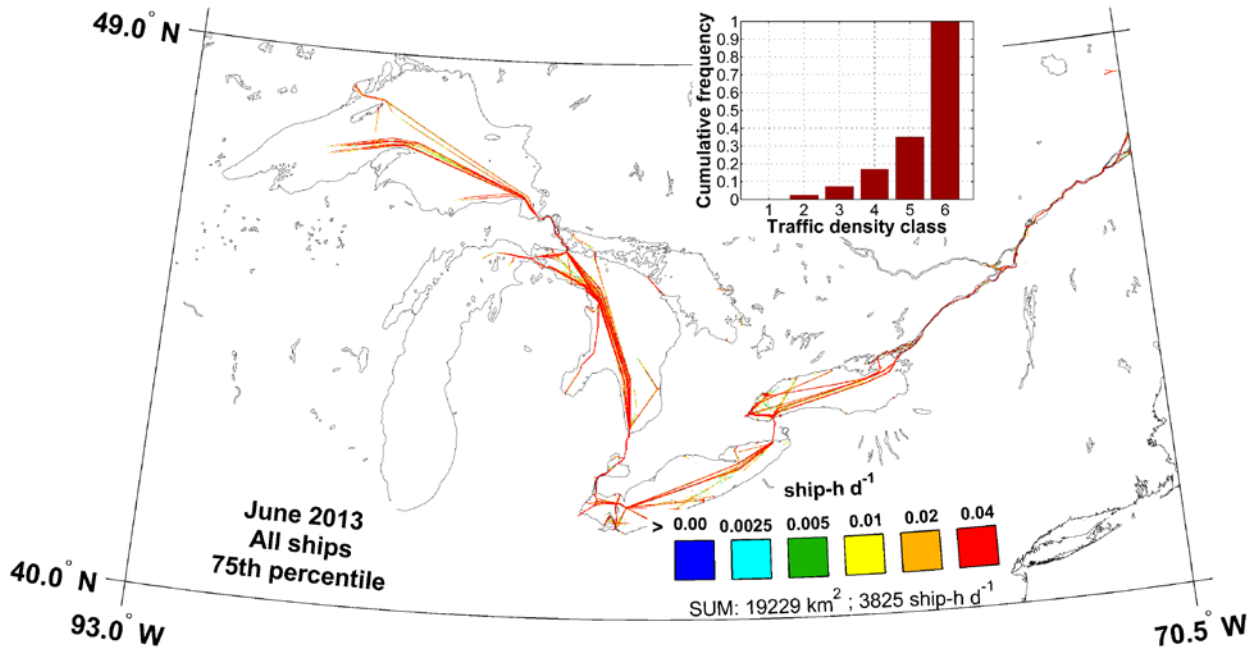 49.0° N
Cumulative frequency
1
0.9
0.8
0.7
0.6
0.5
0.4
0.3
0.2
0.1
0
1 2 3 4 5 6
Traffic density class
June 2013
All ships
75th percentile
ship-h d⁻¹
> 0.00 0.0025 0.005 0.01 0.02 0.04
SUM: 19229 km² ; 3825 ship-h d⁻¹
40.0° N
93.0° W
70.5° W